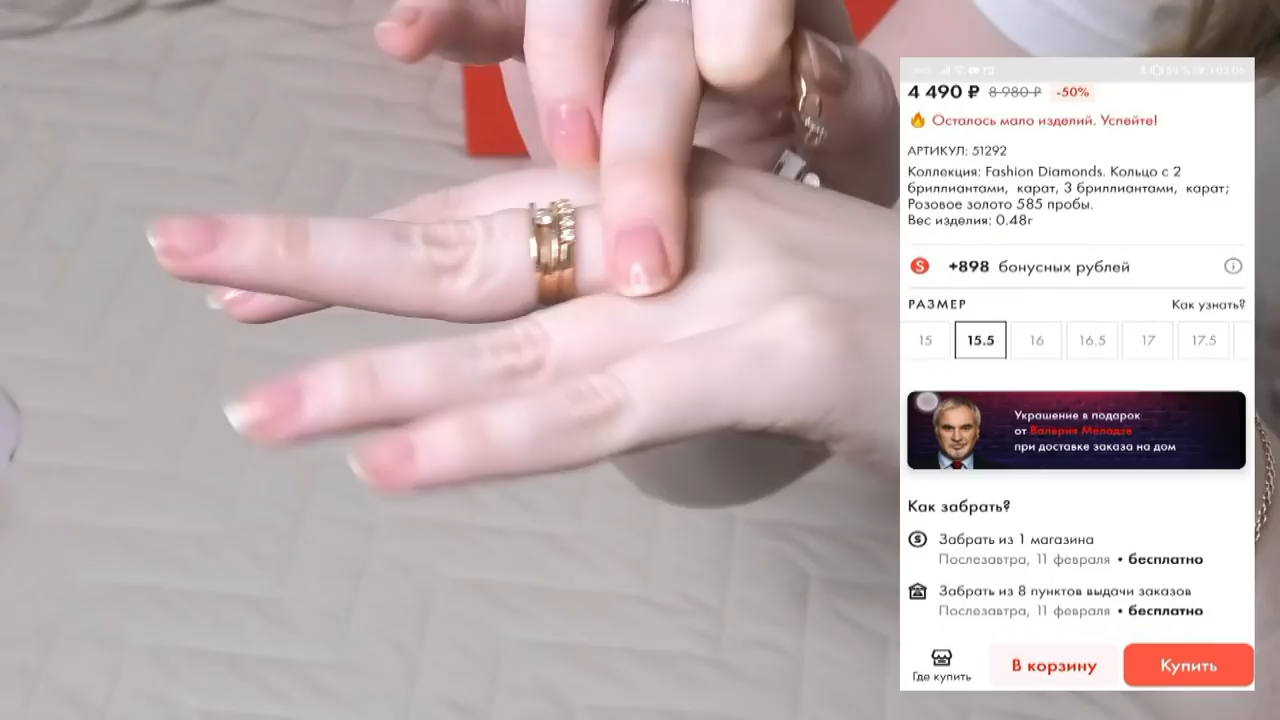 4 490 ₽ 8 980 ₽ -50%
Осталось мало изделий. Успейте!
АРТИКУЛ: 51292
Коллекция: Fashion Diamonds. Кольцо с 2
бриллиантами, карат, 3 бриллиантами, карат;
Розовое золото 585 пробы.
Вес изделия: 0.48г
S +898 бонусных рублей
РАЗМЕР Как узнать?
15 15.5 16 16.5 17 17.5
Украшение в подарок
от Валерия Меладзе
при доставке заказа на дом
Как забрать?
S Забрать из 1 магазина
Послезавтра, 11 февраля • бесплатно
Забрать из 8 пунктов выдачи заказов
Послезавтра, 11 февраля • бесплатно
Где купить В корзину Купить